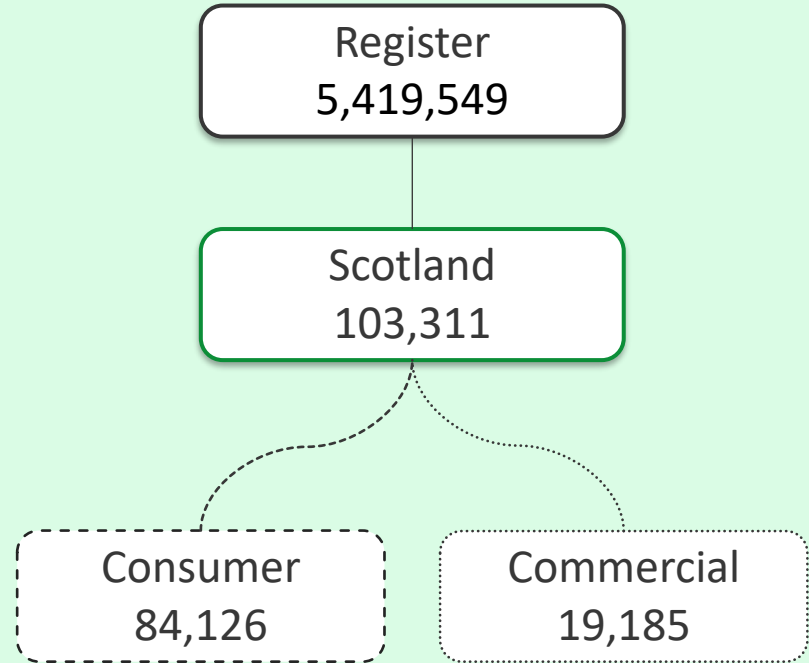 Register
5,419,549
Scotland
103,311
Consumer
84,126
Commercial
19,185